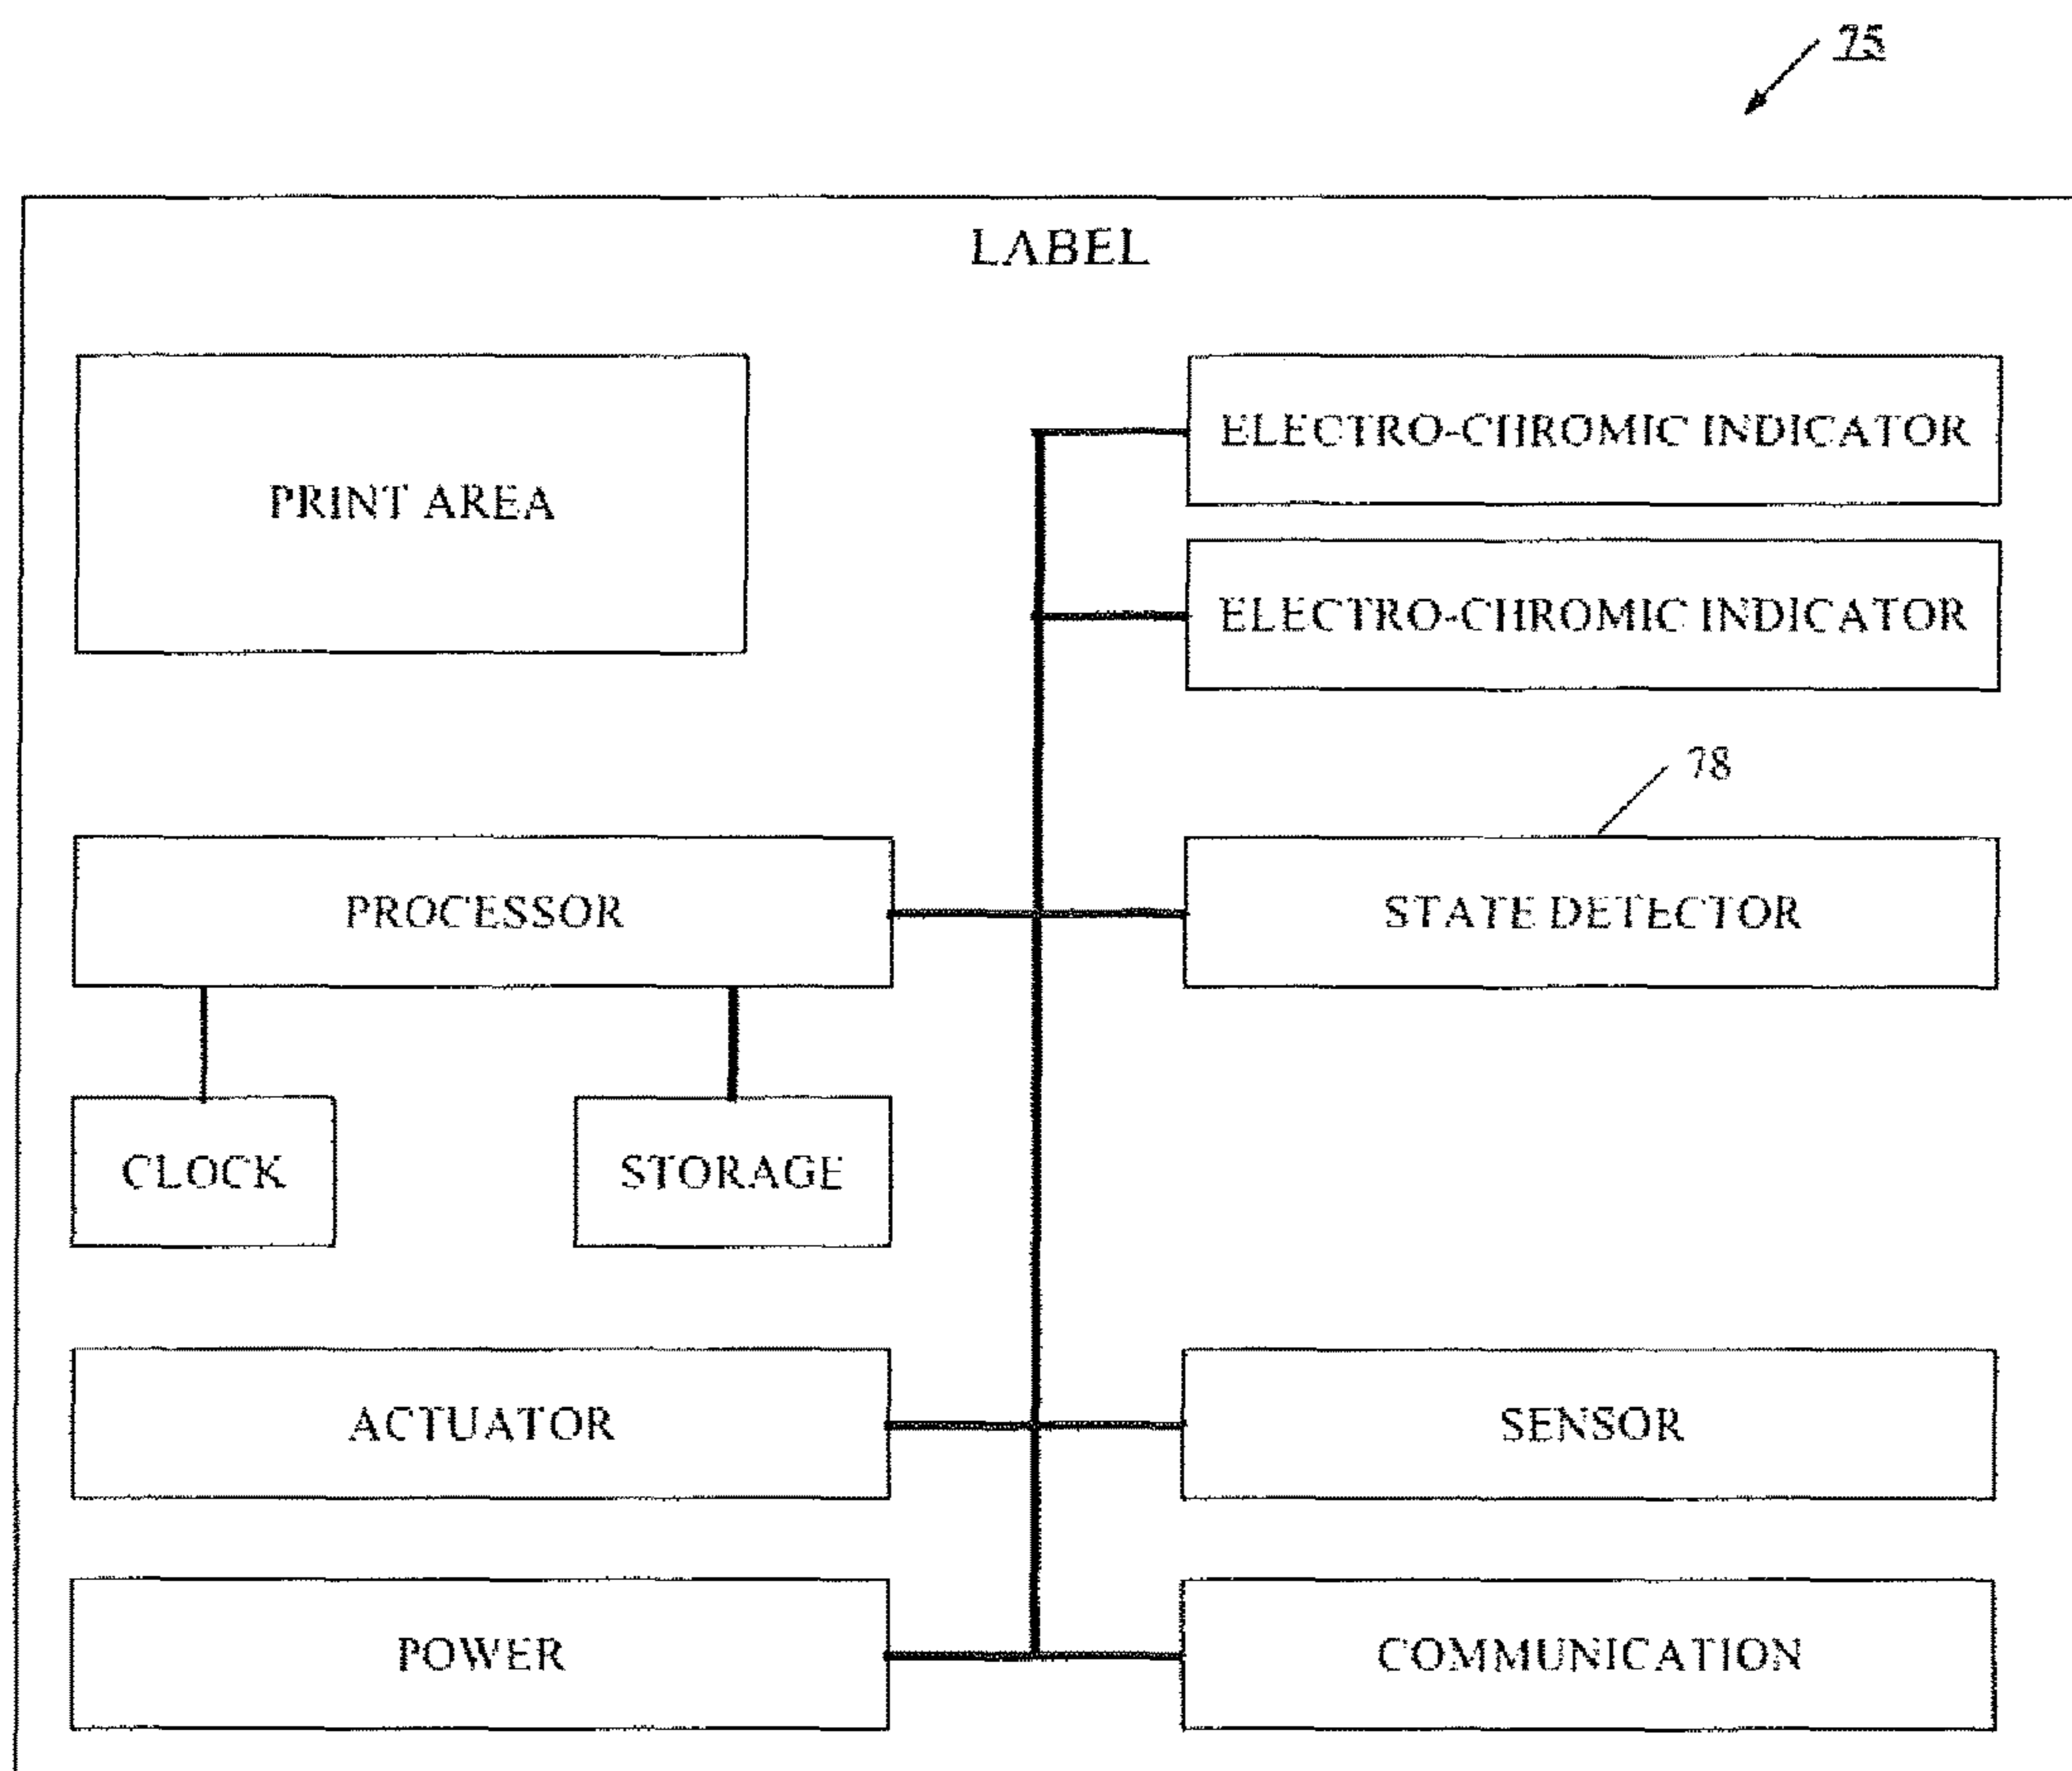 75
LABEL
PRINT AREA
ELECTRO-CHROMIC INDICATOR
ELECTRO-CHROMIC INDICATOR
78
PROCESSOR
STATE DETECTOR
CLOCK
STORAGE
ACTUATOR
SENSOR
POWER
COMMUNICATION